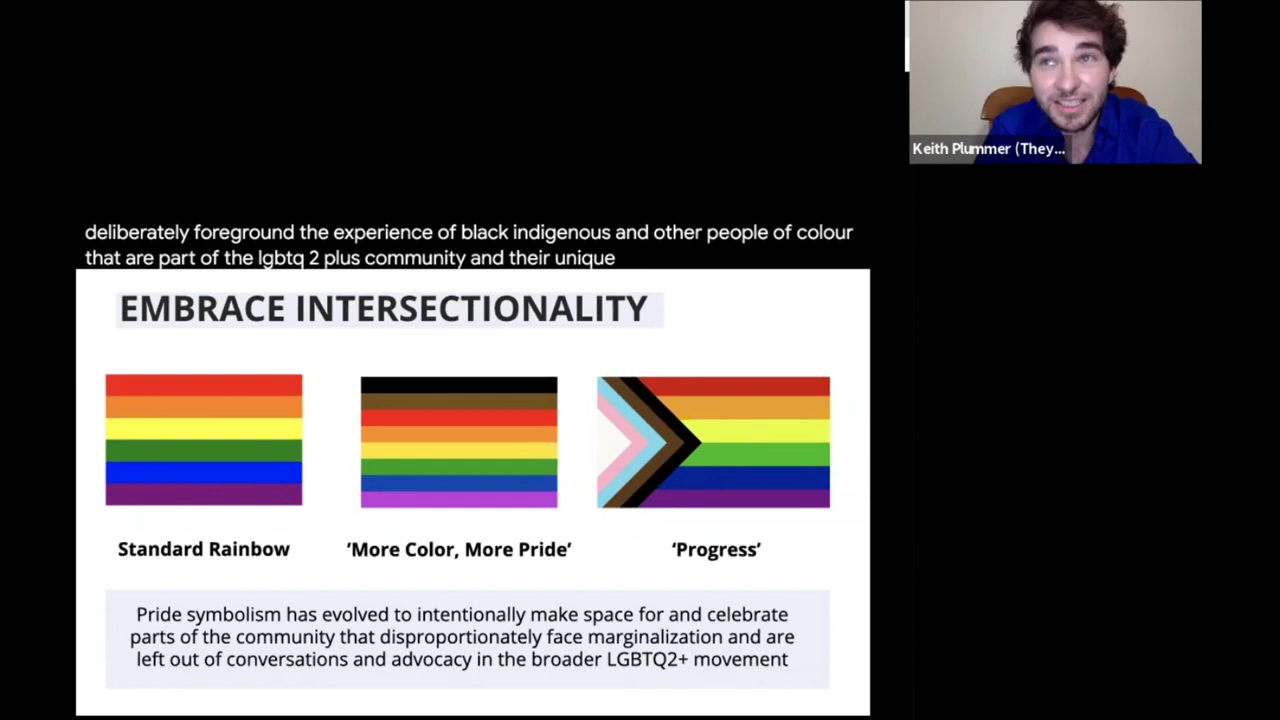 Keith Plummer (They...
deliberately foreground the experience of black indigenous and other people of colour
that are part of the lgbtq 2 plus community and their unique
EMBRACE INTERSECTIONALITY
Standard Rainbow
'More Color, More Pride'
‘Progress’
Pride symbolism has evolved to intentionally make space for and celebrate
parts of the community that disproportionately face marginalization and are
left out of conversations and advocacy in the broader LGBTQ2+ movement